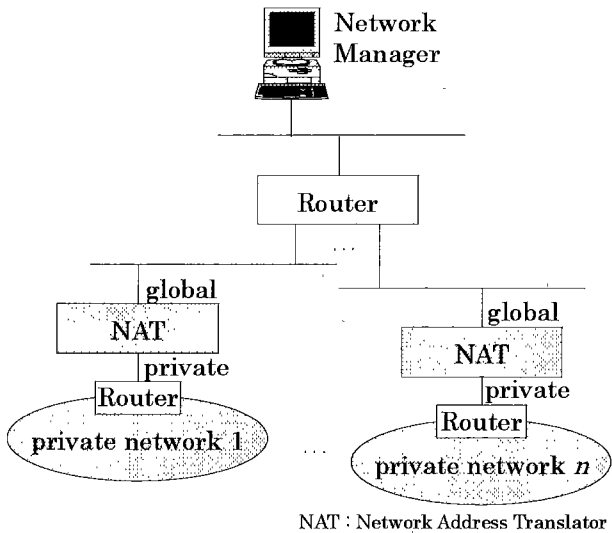 Network
Manager
Router
...
global
NAT
private
Router
private network 1
...
global
NAT
private
Router
private network n
NAT : Network Address Translator